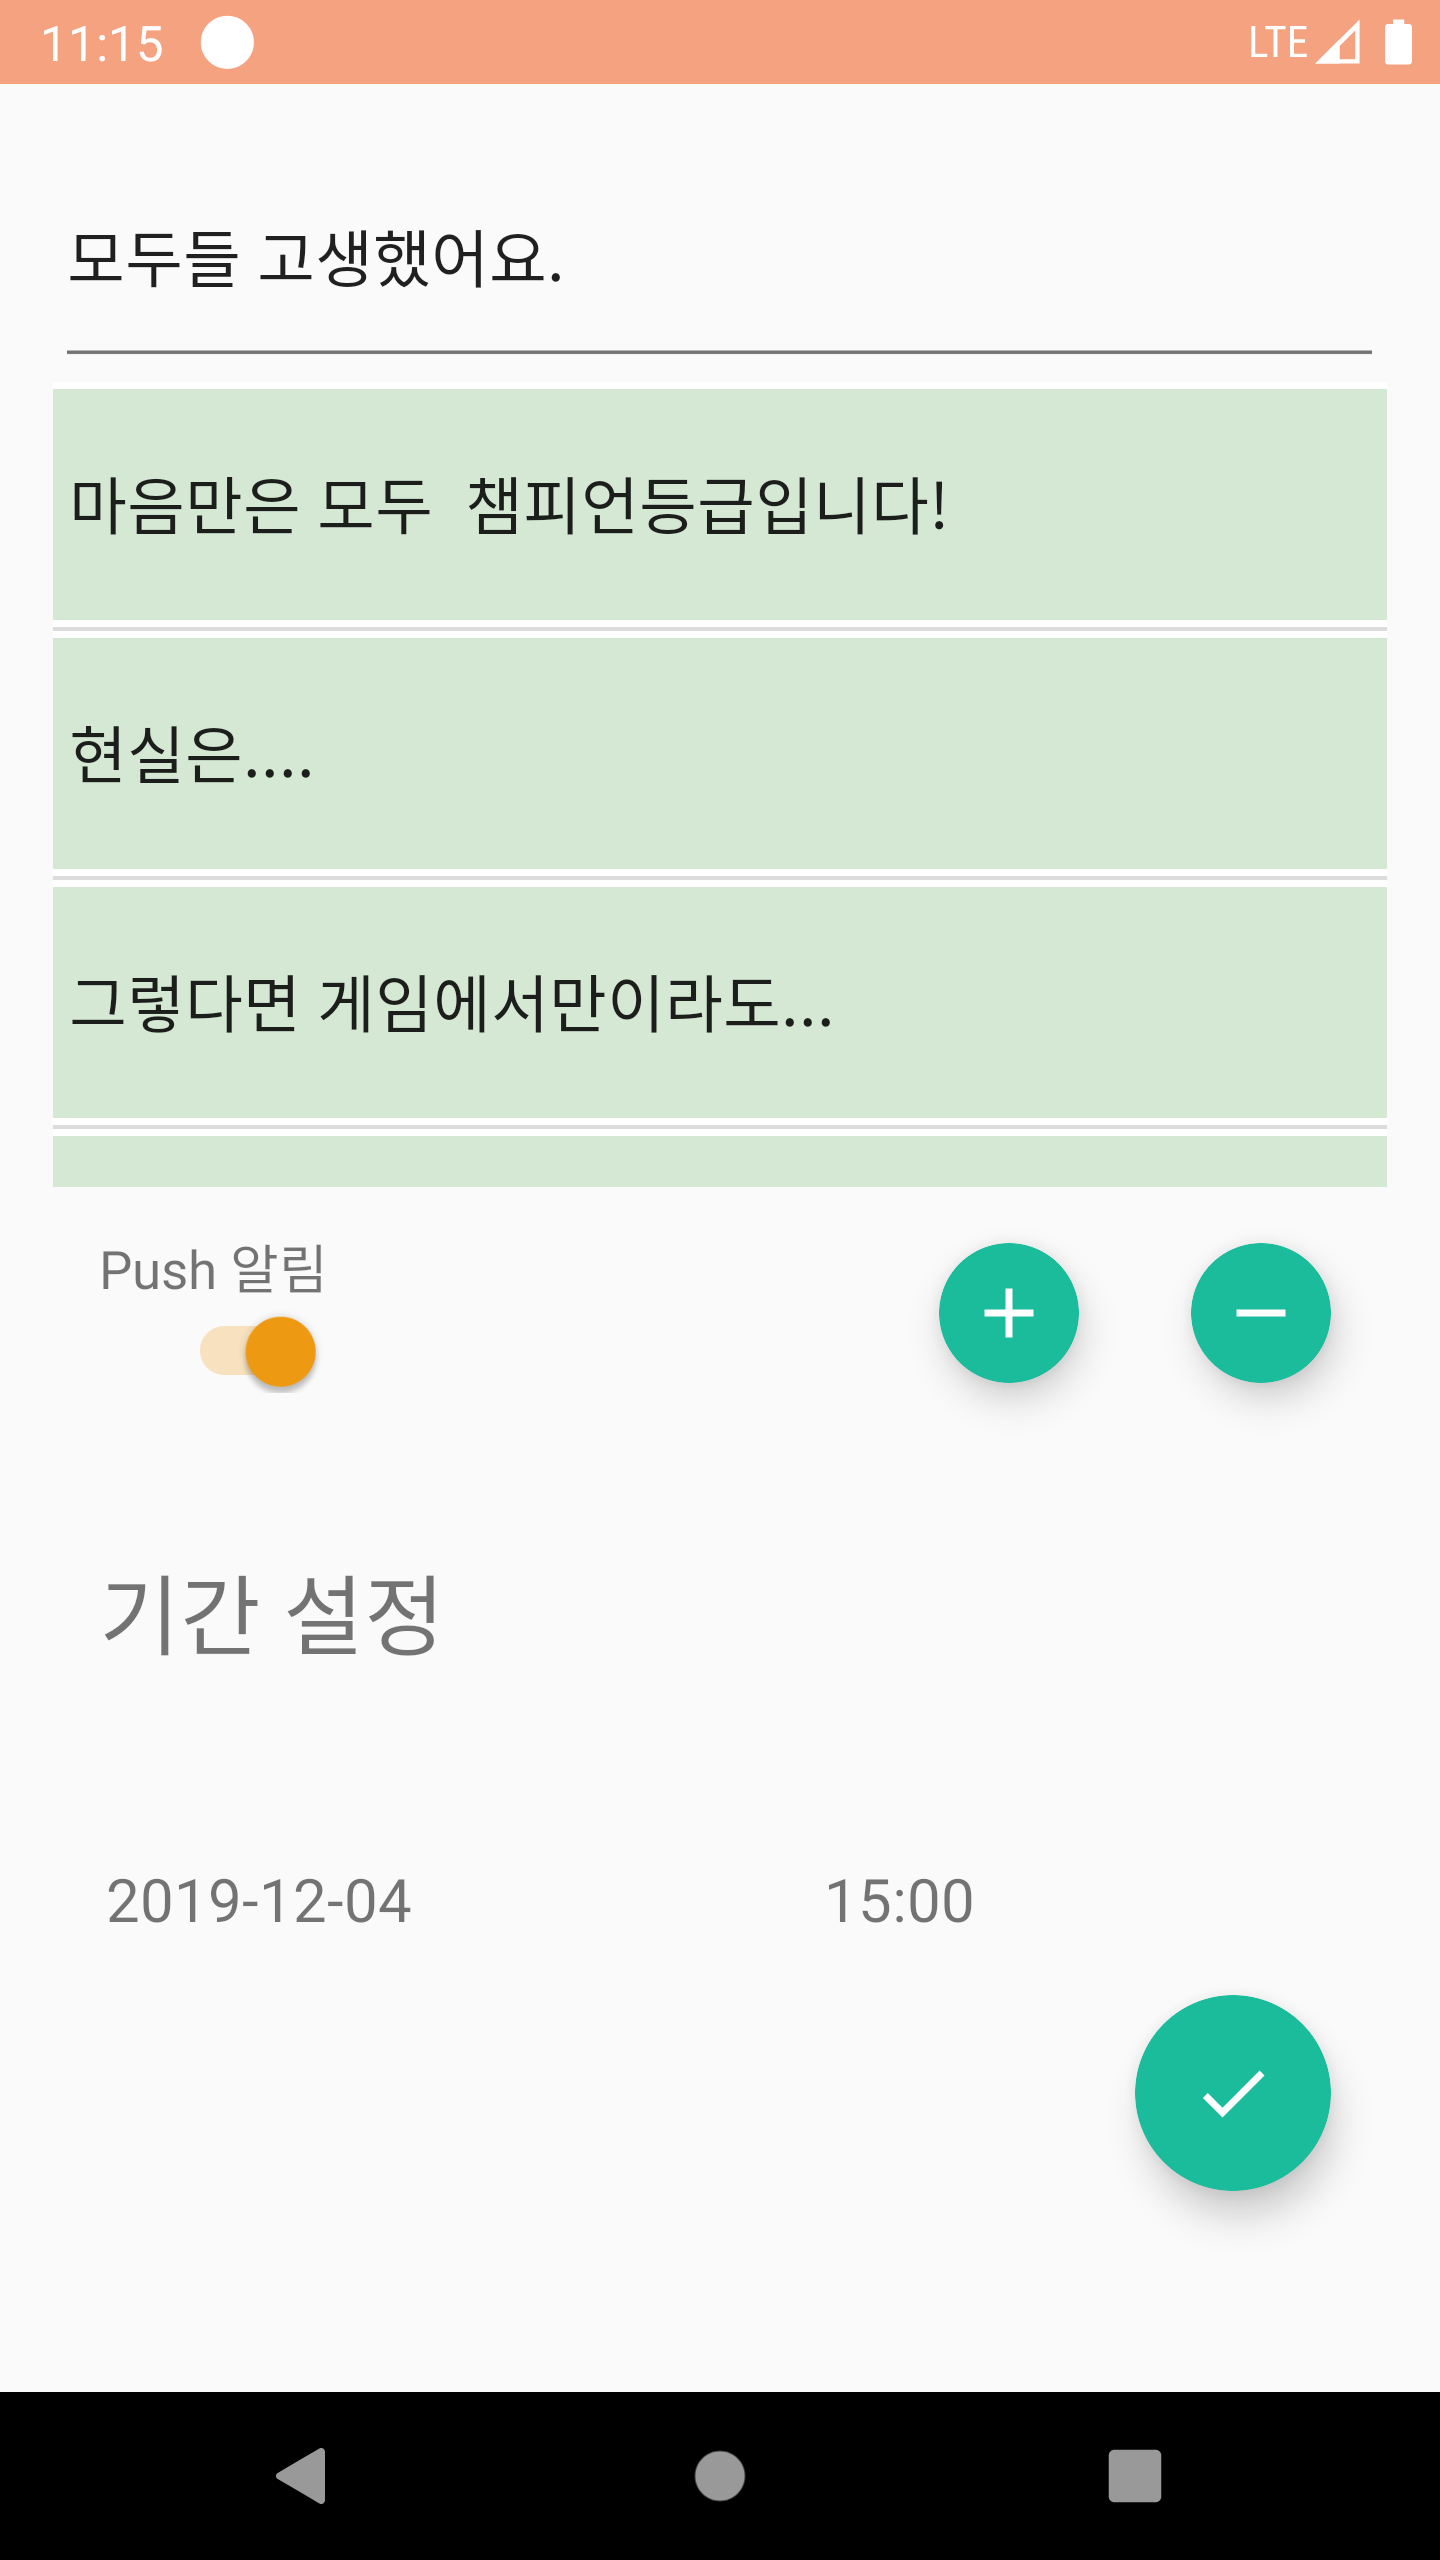 11:15 LTE
모두들 고생했어요.
마음만은 모두  챔피언등급입니다!
현실은....
그렇다면 게임에서만이라도...
Push 알림
기간 설정
2019-12-04 15:00